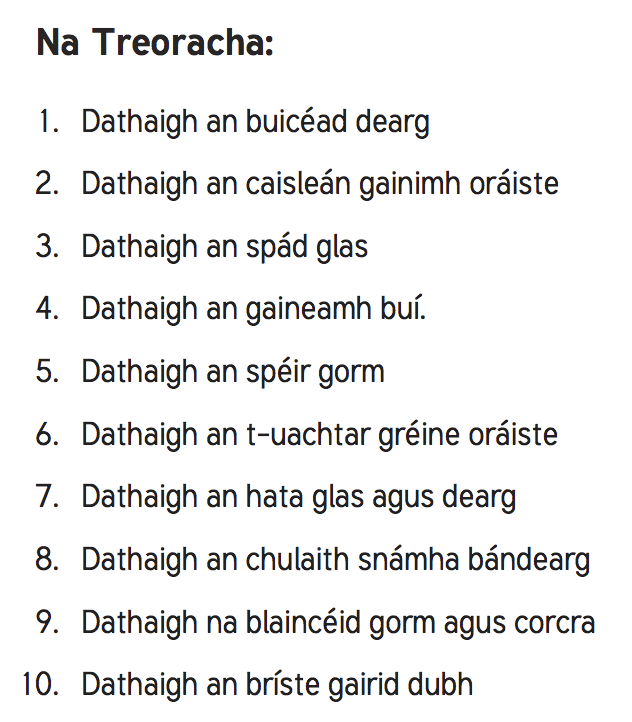 Na Treoracha:
1. Dathaigh an buicéad dearg
2. Dathaigh an caisleán gainimh oráiste
3. Dathaigh an spád glas
4. Dathaigh an gaineamh buí.
5. Dathaigh an spéir gorm
6. Dathaigh an t-uachtar gréine oráiste
7. Dathaigh an hata glas agus dearg
8. Dathaigh an chulaith snámha bándearg
9. Dathaigh na blaincéid gorm agus corcra
10. Dathaigh an bríste gairid dubh